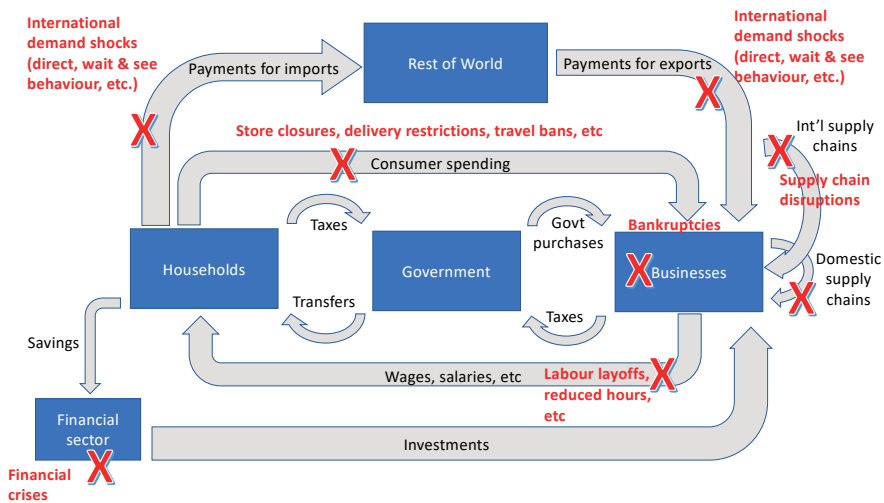 International
demand shocks
(direct, wait & see
behaviour, etc.)
Payments for imports
Rest of World
Payments for exports
International
demand shocks
(direct, wait & see
behaviour, etc.)
Store closures, delivery restrictions, travel bans, etc
Consumer spending
Int'l supply
chains
Supply chain
disruptions
Taxes
Govt
purchases
Bankruptcies
Households
Government
Businesses
Domestic
supply
chains
Transfers
Taxes
Savings
Wages, salaries, etc
Labour layoffs,
reduced hours,
etc
Financial
sector
Investments
Financial
crises